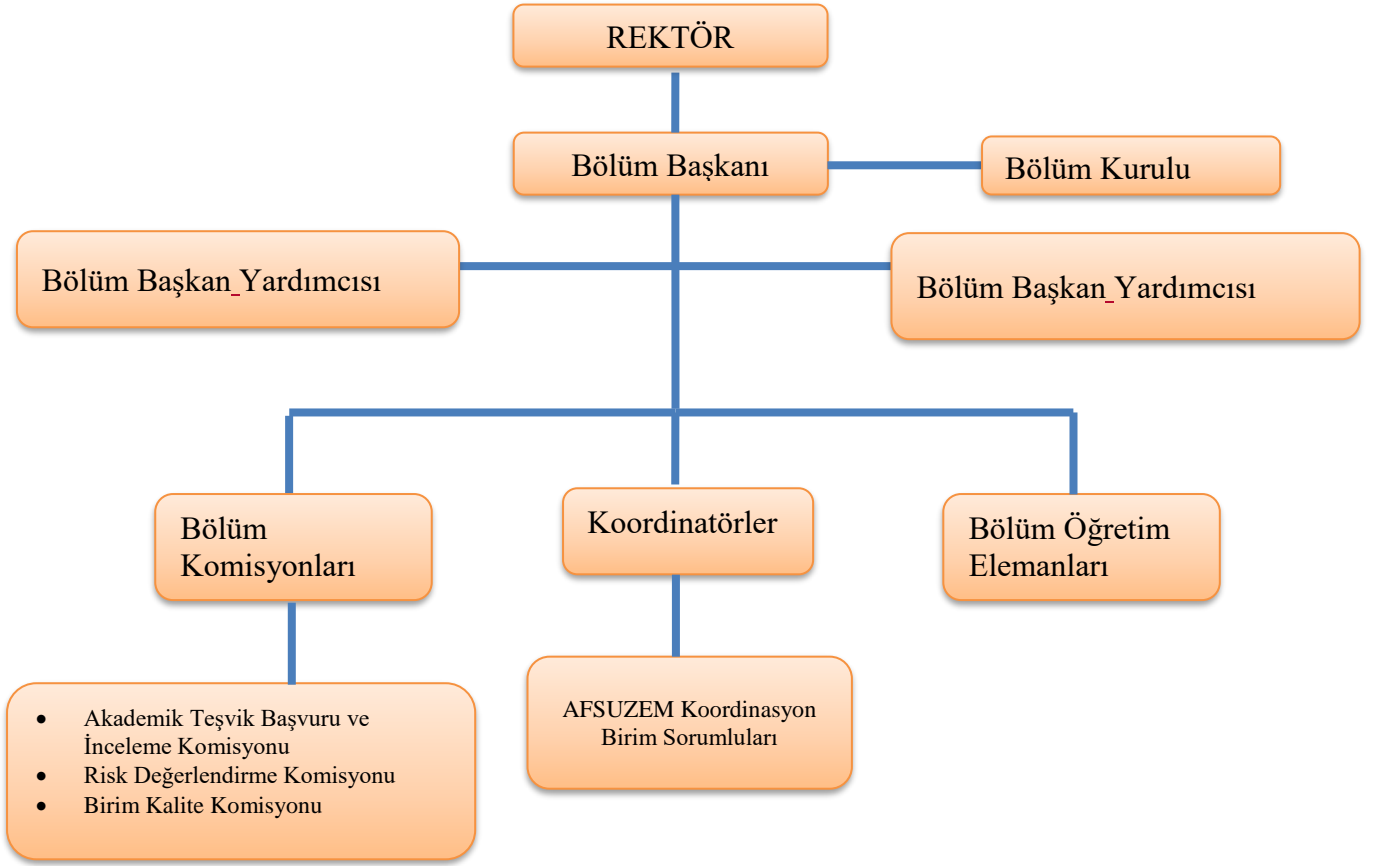 REKTÖR
Bölüm Başkanı
Bölüm Kurulu
Bölüm Başkan Yardımcısı
Bölüm Başkan Yardımcısı
Bölüm
Komisyonları
Koordinatörler
Bölüm Öğretim
Elemanları
• Akademik Teşvik Başvuru ve
İnceleme Komisyonu
• Risk Değerlendirme Komisyonu
• Birim Kalite Komisyonu
AFSUZEM Koordinasyon
Birim Sorumluları